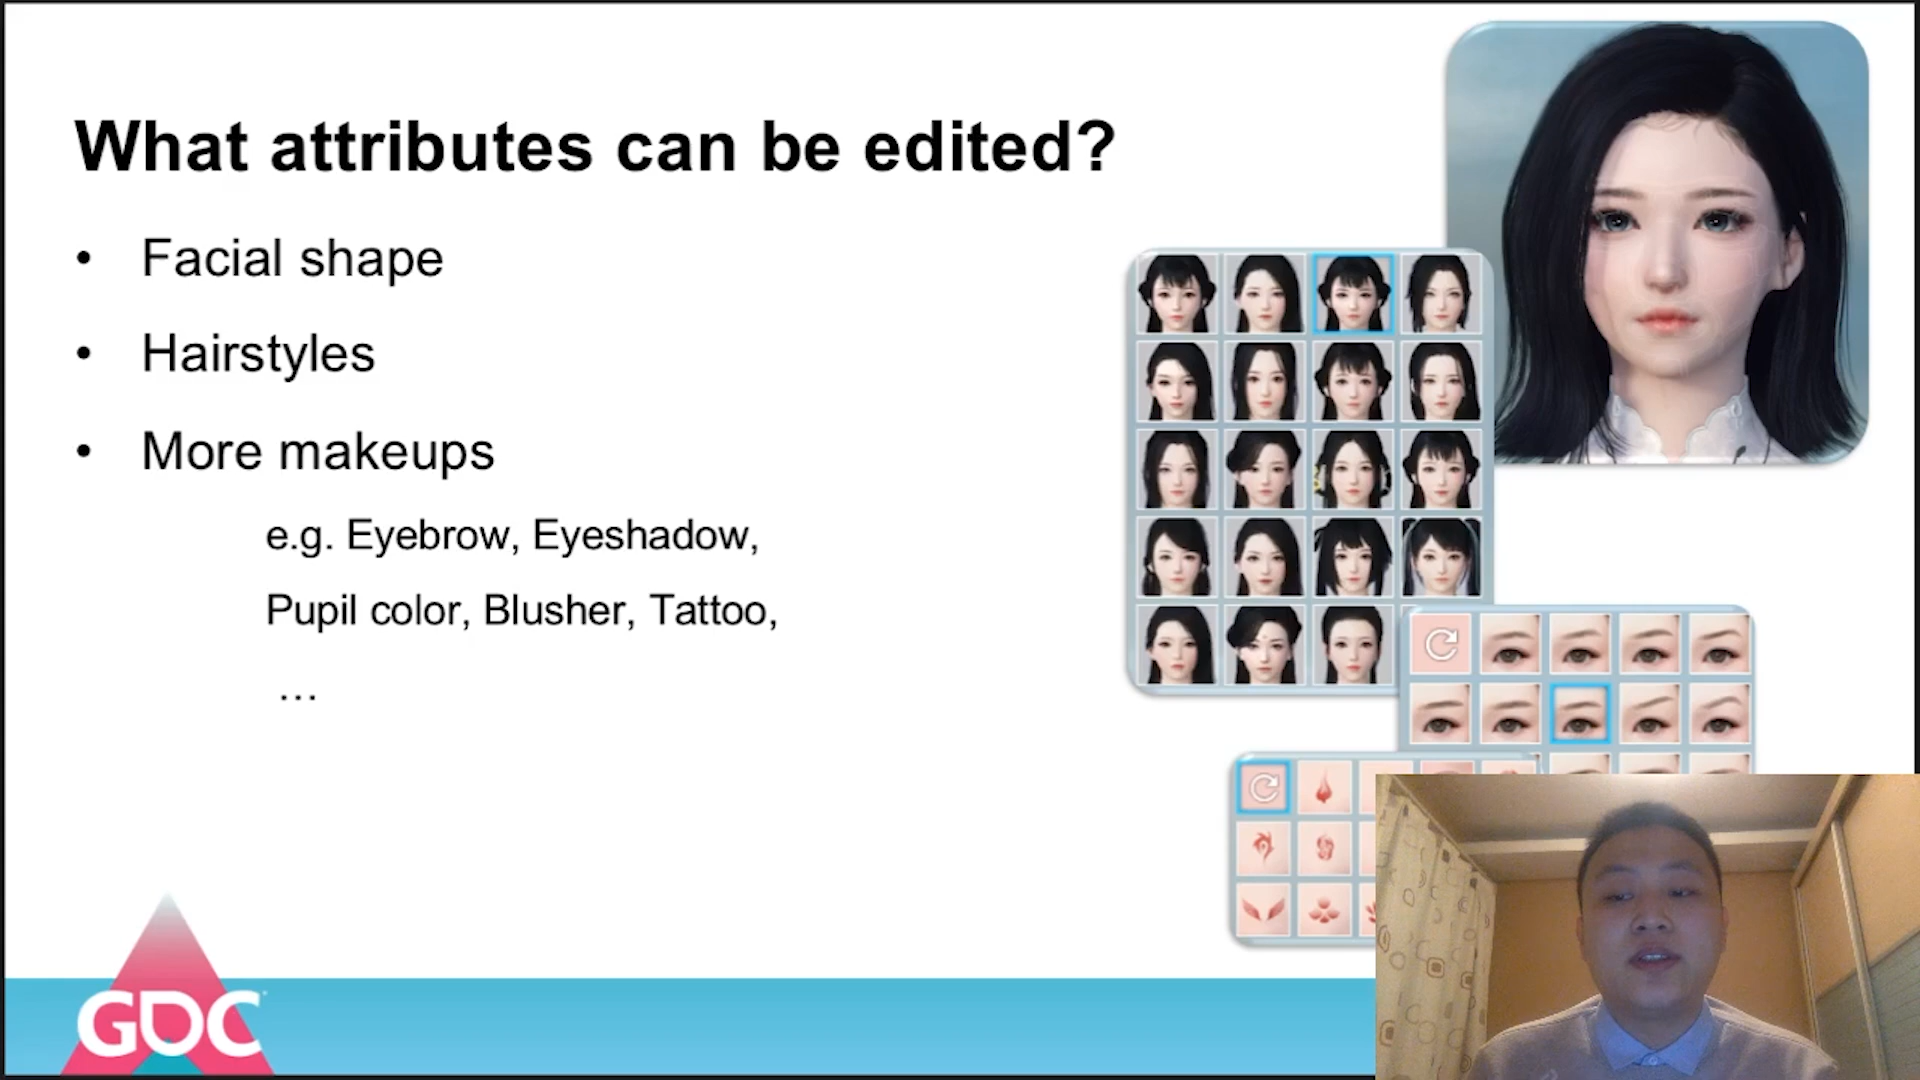 What attributes can be edited?
• Facial shape
• Hairstyles
• More makeups
e.g. Eyebrow, Eyeshadow,
Pupil color, Blusher, Tattoo,
...
GDC